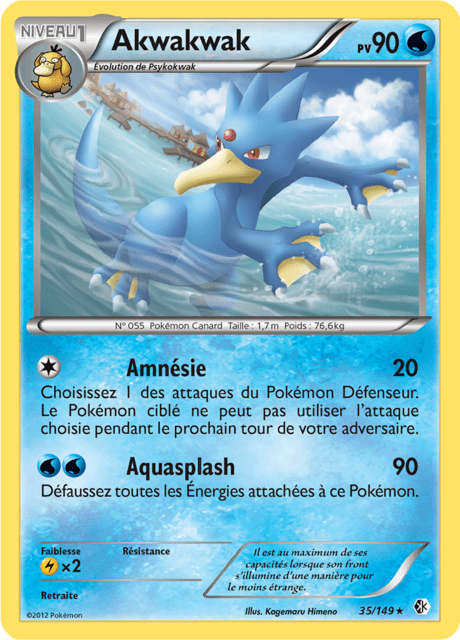 NIVEAU 1
Akwakwak
PV 90
Évolution de Psykokwak
N° 055 Pokémon Canard Taille : 1,7 m Poids : 76,6 kg
Amnésie 20
Choisissez 1 des attaques du Pokémon Défenseur.
Le Pokémon ciblé ne peut pas utiliser l'attaque
choisie pendant le prochain tour de votre adversaire.
Aquasplash 90
Défaussez toutes les Énergies attachées à ce Pokémon.
Faiblesse Résistance
×2
Retraite
Il est au maximum de ses
capacités lorsque son front
s'illumine d'une manière pour
le moins étrange.
©2012 Pokémon
Illus. Kagemaru Himeno
35/149 ★